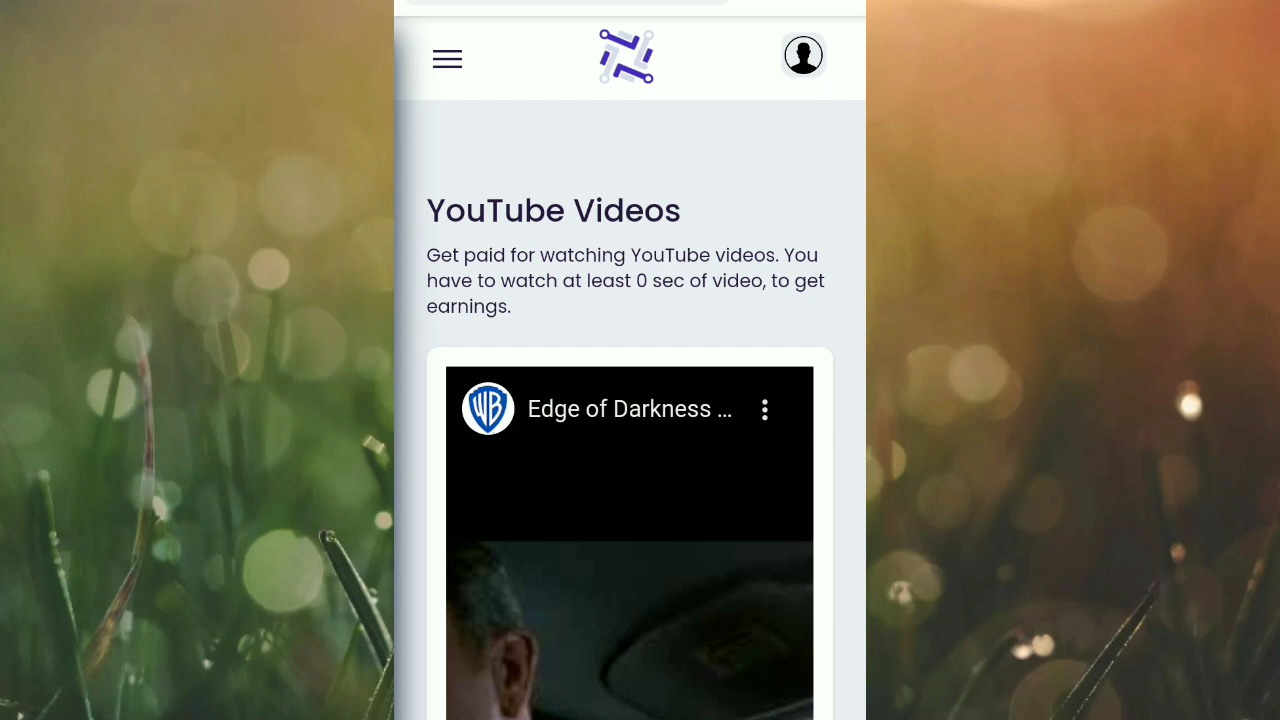 YouTube Videos
Get paid for watching YouTube videos. You
have to watch at least 0 sec of video, to get
earnings.
WB
Edge of Darkness ...